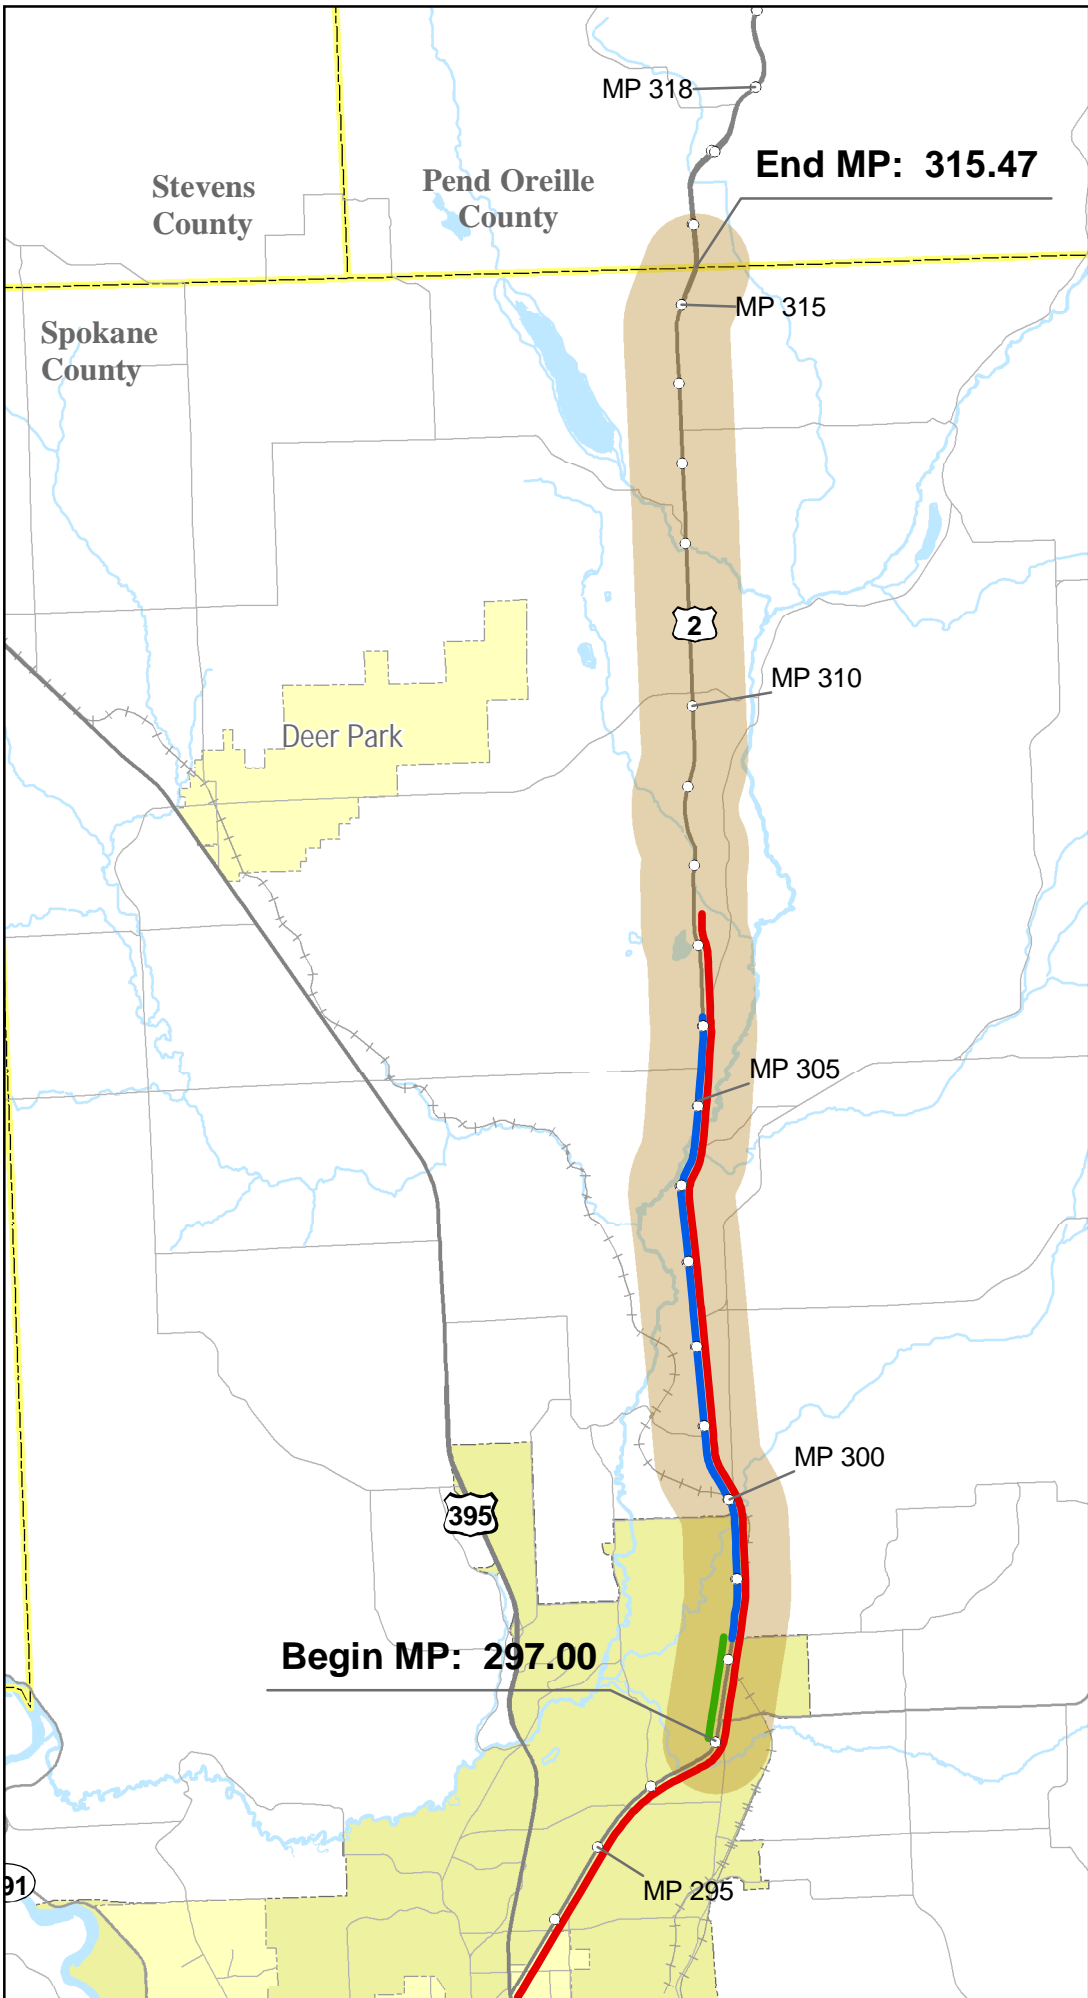 MP 318
End MP: 315.47
Stevens
County
Pend Oreille
County
MP 315
Spokane
County
2
MP 310
Deer Park
MP 305
MP 300
395
Begin MP: 297.00
91
MP 295